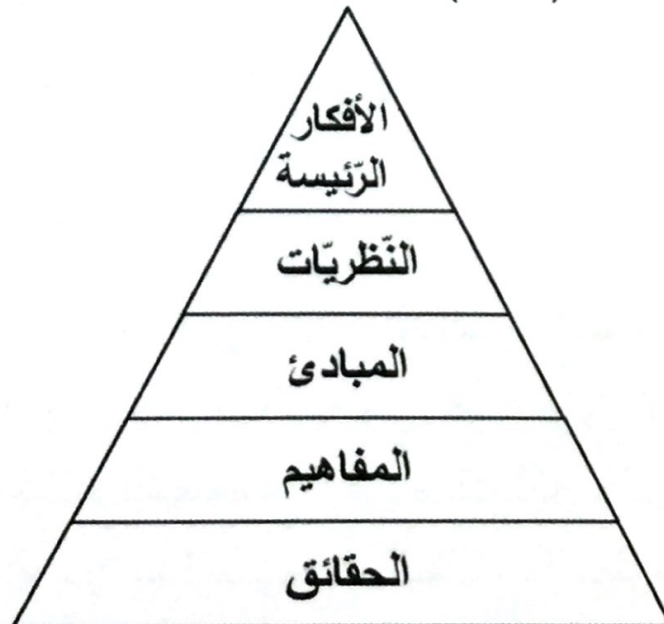 الأفكار
الرّئيسة
النّظريّات
المبادئ
المفاهيم
الحقائق